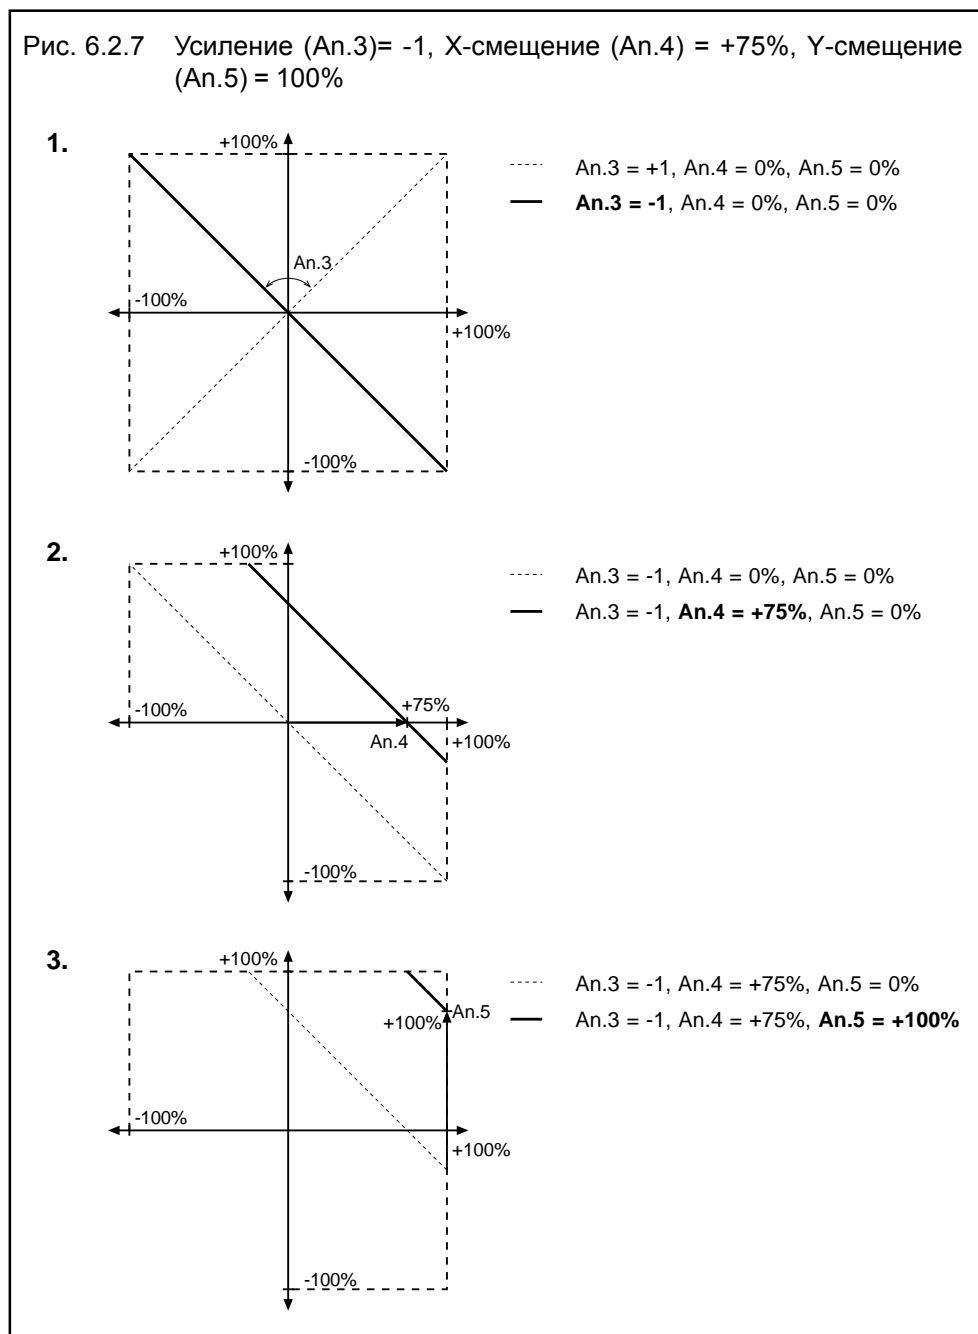 Рис. 6.2.7 Усиление (An.3)= -1, X-смещение (An.4) = +75%, Y-смещение
(An.5) = 100%
1.
+100%
An.3 = +1, An.4 = 0%, An.5 = 0%
An.3 = -1, An.4 = 0%, An.5 = 0%
An.3
-100%
+100%
-100%
2.
+100%
An.3 = -1, An.4 = 0%, An.5 = 0%
An.3 = -1, An.4 = +75%, An.5 = 0%
+75%
-100%
An.4
+100%
-100%
3.
+100%
An.3 = -1, An.4 = +75%, An.5 = 0%
An.3 = -1, An.4 = +75%, An.5 = +100%
An.5
+100%
-100%
+100%
-100%